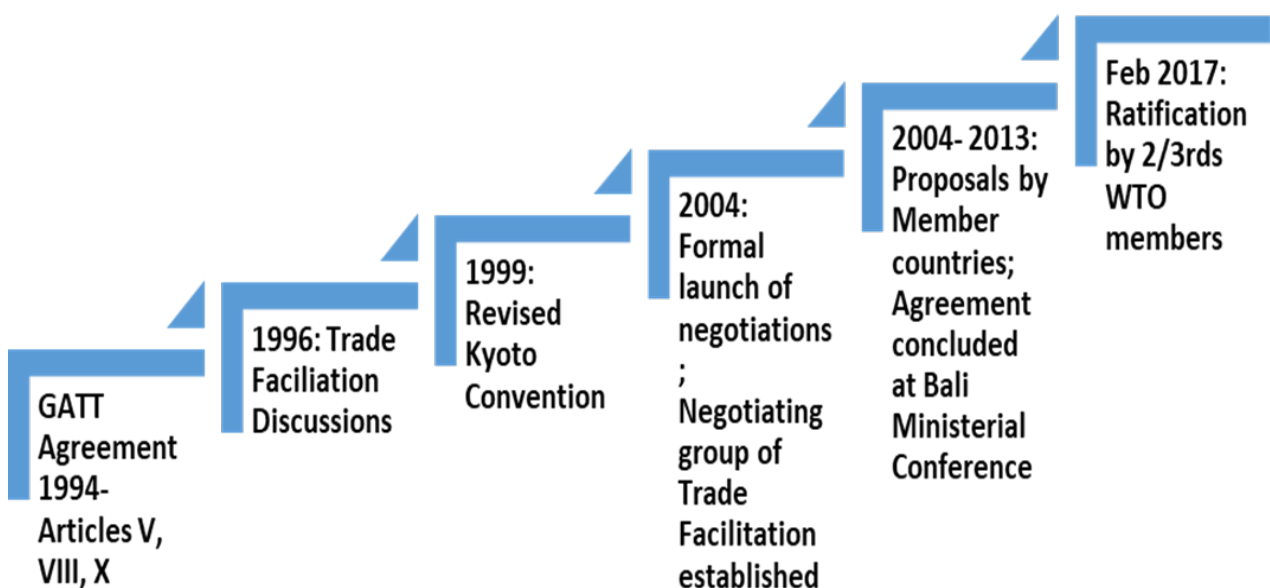 GATT
Agreement
1994-
Articles V,
VIII, X
1996: Trade
Faciliation
Discussions
1999:
Revised
Kyoto
Convention
2004:
Formal
launch of
negotiations
;
Negotiating
group of
Trade
Facilitation
established
2004- 2013:
Proposals by
Member
countries;
Agreement
concluded
at Bali
Ministerial
Conference
Feb 2017:
Ratification
by 2/3rds
WTO
members